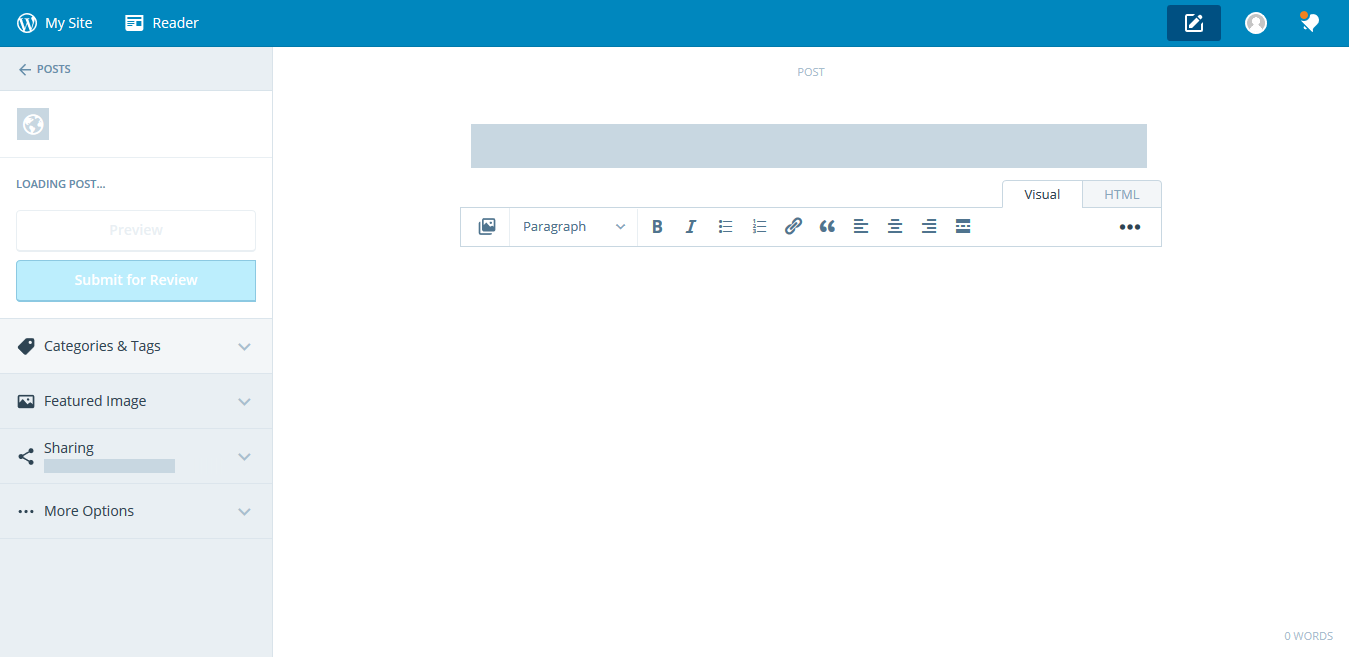 My Site Reader
POSTS
POST
LOADING POST...
Preview
Submit for Review
Visual HTML
Paragraph B I
Categories & Tags
Featured Image
Sharing
More Options
0 WORDS